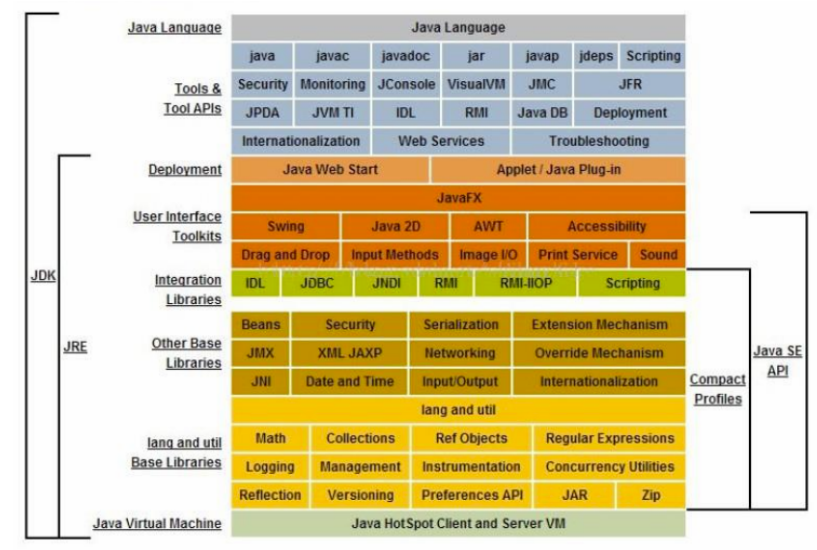 Java Language Java Language
java javac javadoc jar javap jdeps Scripting
Security Monitoring JConsole VisualVM JMC JFR
Tools &
Tool APIs
JPDA JVM TI IDL RMI Java DB Deployment
Internationalization Web Services Troubleshooting
Deployment Java Web Start Applet / Java Plug-in
JavaFX
User Interface
Toolkits
Swing Java 2D AWT Accessibility
Drag and Drop Input Methods Image I/O Print Service Sound
JDK
Integration
Libraries
IDL JDBC JNDI RMI RMI-IIOP Scripting
Beans Security Serialization Extension Mechanism
JRE
Other Base
Libraries
JMX XML JAXP Networking Override Mechanism
Java SE
API
JNI Date and Time Input/Output Internationalization
Compact
Profiles
lang and util
lang and util
Base Libraries
Math Collections Ref Objects Regular Expressions
Logging Management Instrumentation Concurrency Utilities
Reflection Versioning Preferences API JAR Zip
Java Virtual Machine Java HotSpot Client and Server VM